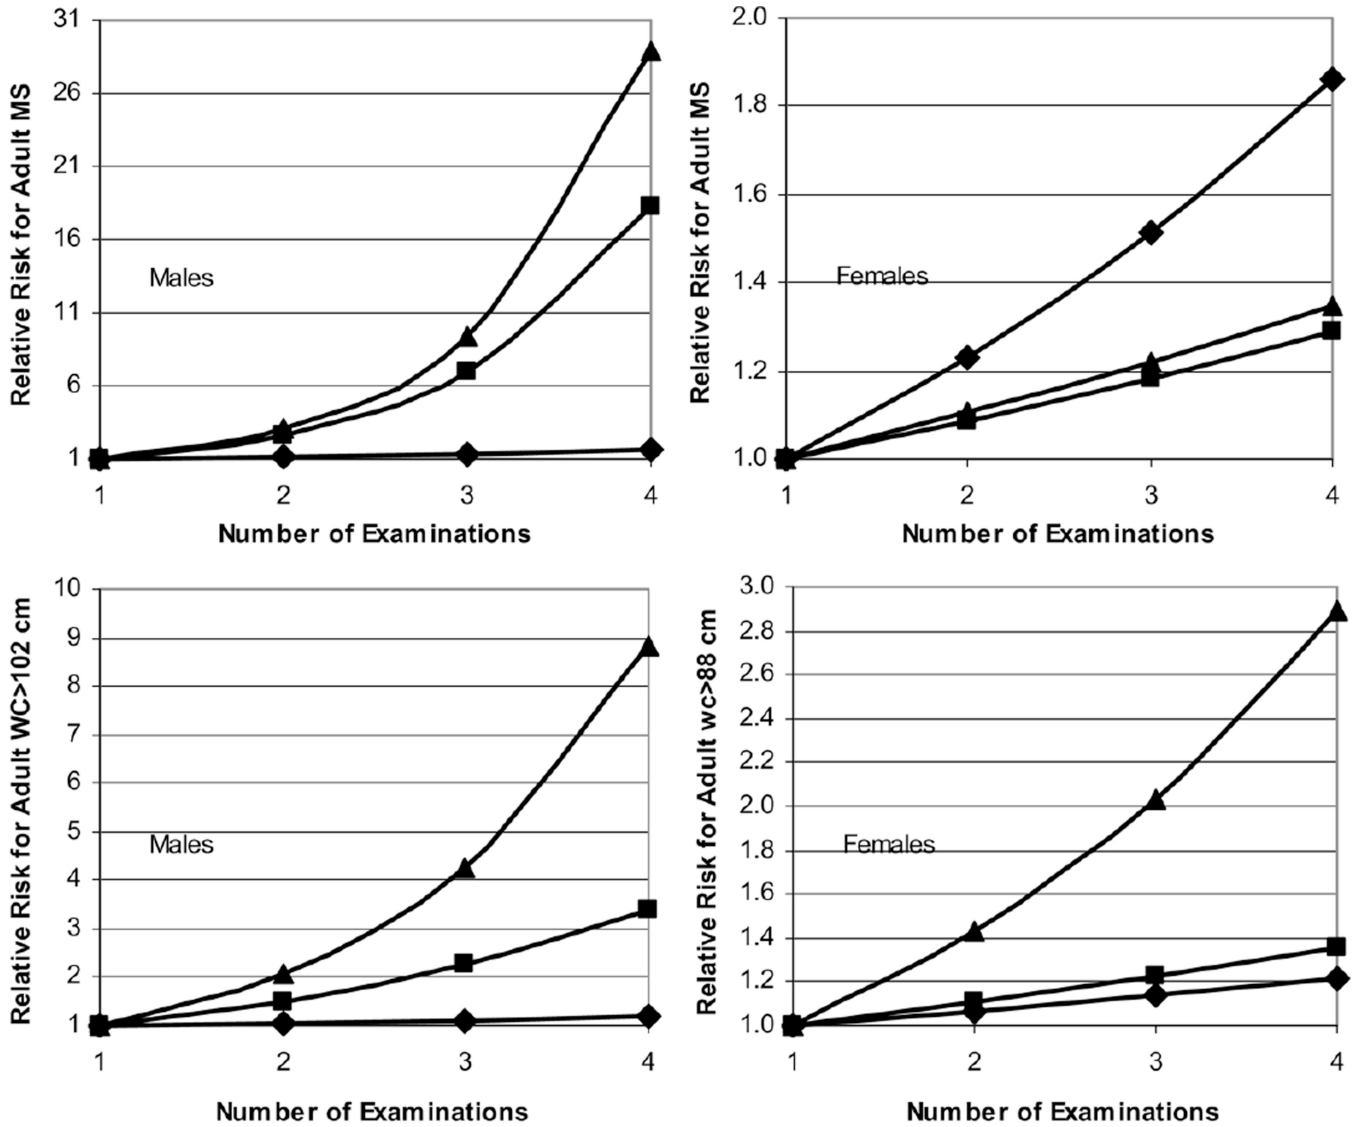 Relative Risk for Adult MS
31
26
21
16
11
6
1
Males
1 2 3 4
Number of Examinations
Relative Risk for Adult MS
2.0
1.8
1.6
1.4
1.2
1.0
Females
1 2 3 4
Number of Examinations
Relative Risk for Adult WC>102 cm
10
9
8
7
6
5
4
3
2
1
Males
1 2 3 4
Number of Examinations
Relative Risk for Adult wc>88 cm
3.0
2.8
2.6
2.4
2.2
2.0
1.8
1.6
1.4
1.2
1.0
Females
1 2 3 4
Number of Examinations